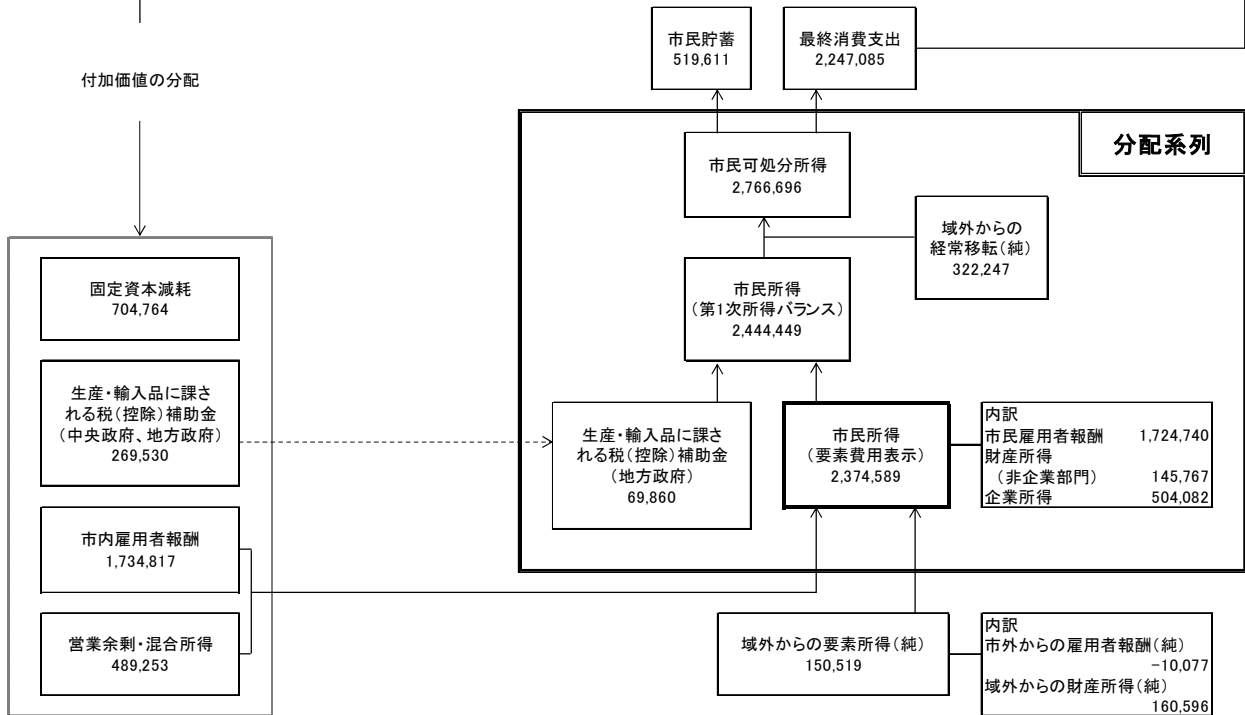 市民貯蓄
519,611
最終消費支出
2,247,085
付加価値の分配
分配系列
市民可処分所得
2,766,696
域外からの
経常移転(純)
322,247
固定資本減耗
704,764
市民所得
(第1次所得バランス)
2,444,449
生産・輸入品に課さ
れる税(控除)補助金
(中央政府、地方政府)
269,530
生産・輸入品に課さ
れる税(控除)補助金
(地方政府)
69,860
市民所得
(要素費用表示)
2,374,589
内訳
市民雇用者報酬 1,724,740
財産所得
(非企業部門) 145,767
企業所得 504,082
市内雇用者報酬
1,734,817
営業余剰・混合所得
489,253
域外からの要素所得(純)
150,519
内訳
市外からの雇用者報酬(純)
-10,077
域外からの財産所得(純)
160,596